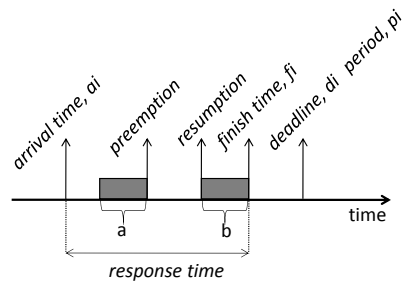 arrival time, ai
preemption
resumption
finish time, fi
deadline, di period, pi
time
a
b
response time